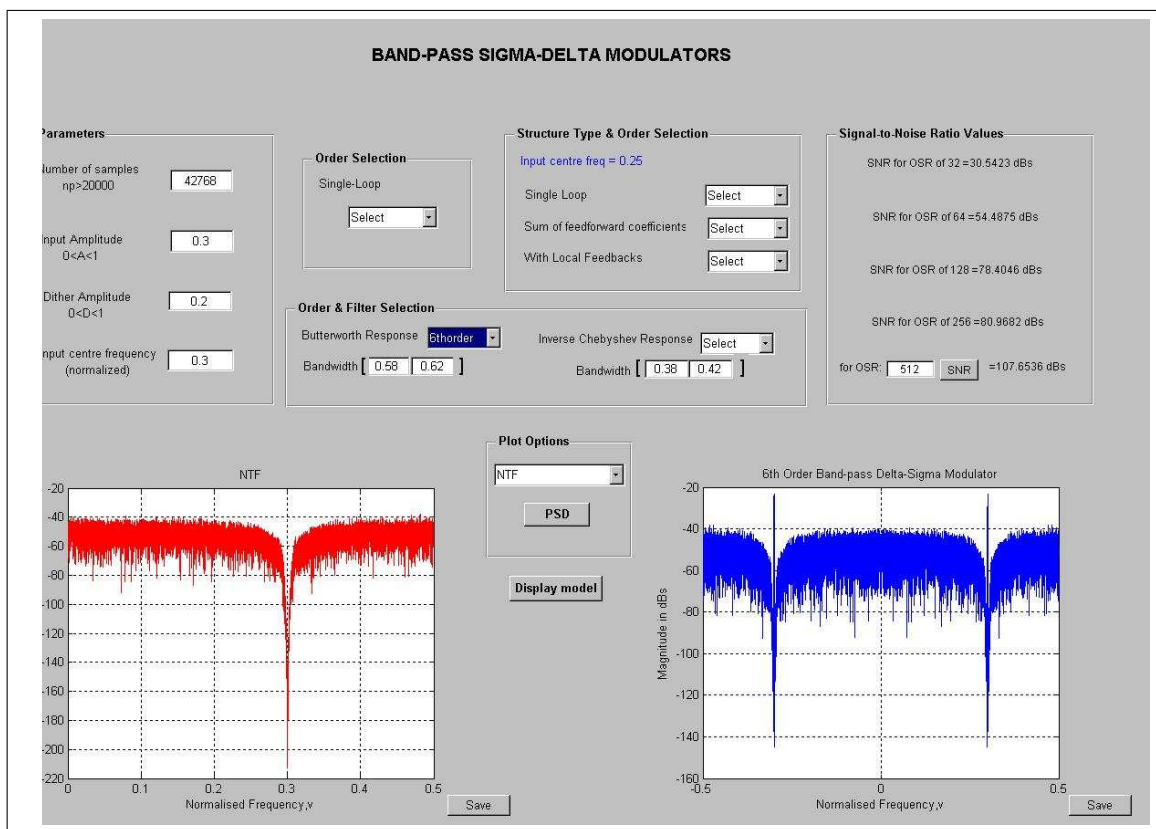 BAND-PASS SIGMA-DELTA MODULATORS
Parameters
Number of samples
np>20000
42768
Input Amplitude
0<A<1
0.3
Dither Amplitude
0<D<1
0.2
Input centre frequency
(normalized)
0.3
Order Selection
Single-Loop
Select
Structure Type & Order Selection
Input centre freq = 0.25
Single Loop
Select
Sum of feedforward coefficients
Select
With Local Feedbacks
Select
Order & Filter Selection
Butterworth Response
6thorder
Bandwidth [ 0.58 0.62 ]
Inverse Chebyshev Response
Select
Bandwidth [ 0.38 0.42 ]
Signal-to-Noise Ratio Values
SNR for OSR of 32 =30.5423 dBs
SNR for OSR of 64 =54.4875 dBs
SNR for OSR of 128 =78.4046 dBs
SNR for OSR of 256 =80.9682 dBs
for OSR: 512 SNR =107.6536 dBs
Plot Options
NTF
PSD
Display model
NTF
-20
-40
-60
-80
-100
-120
-140
-160
-180
-200
-220
0 0.1 0.2 0.3 0.4 0.5
Normalised Frequency,v
Save
6th Order Band-pass Delta-Sigma Modulator
Magnitude in dBs
-20
-40
-60
-80
-100
-120
-140
-160
-0.5 0 0.5
Normalised Frequency,v
Save